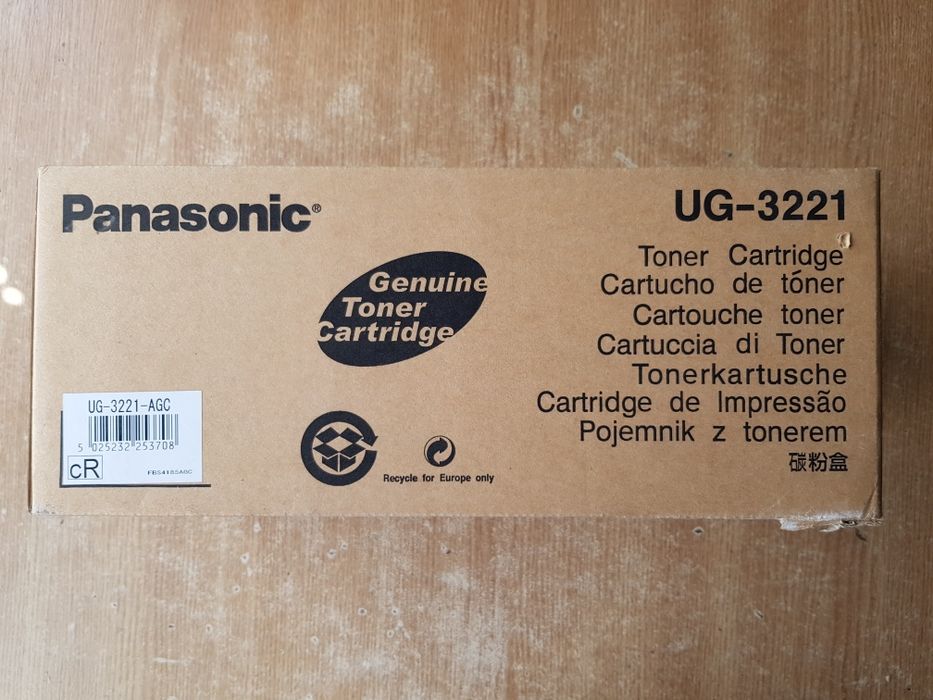 Panasonic®
UG-3221
Genuine
Toner
Cartridge
Toner Cartridge
Cartucho de tóner
Cartouche toner
Cartuccia di Toner
Tonerkartusche
Cartridge de Impressão
Pojemnik z tonerem
碳粉盒
UG-3221-AGC
5 025232 253708
CR
FBS4185AGC
Recycle for Europe only